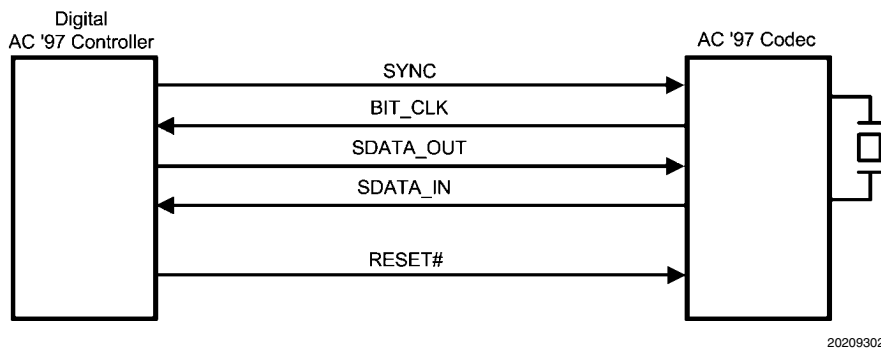 Digital
AC '97 Controller
AC '97 Codec
SYNC
BIT_CLK
SDATA_OUT
SDATA_IN
RESET#
20209302